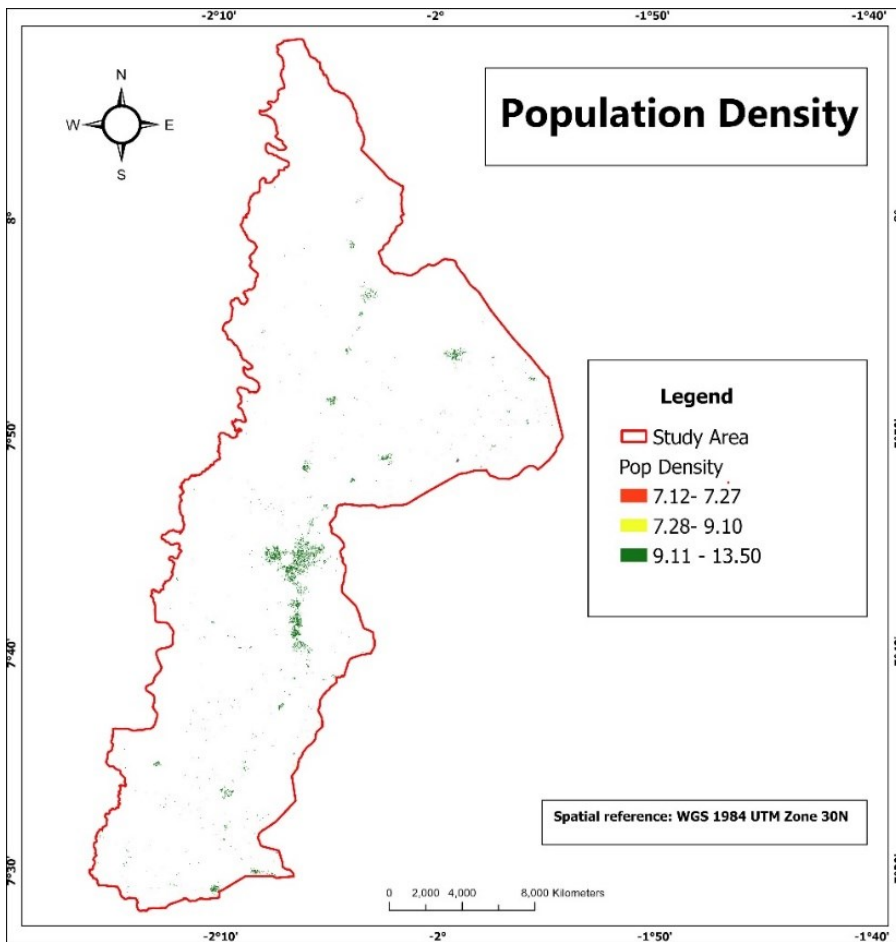 -2°10' -2° -1°50' -1°40'
N
W E
S
Population Density
8°
7°50'
7°40'
7°30'
Legend
Study Area
Pop Density
7.12- 7.27
7.28- 9.10
9.11 - 13.50
Spatial reference: WGS 1984 UTM Zone 30N
0 2,000 4,000 8,000 Kilometers
-2°10' -2° -1°50' -1°40'